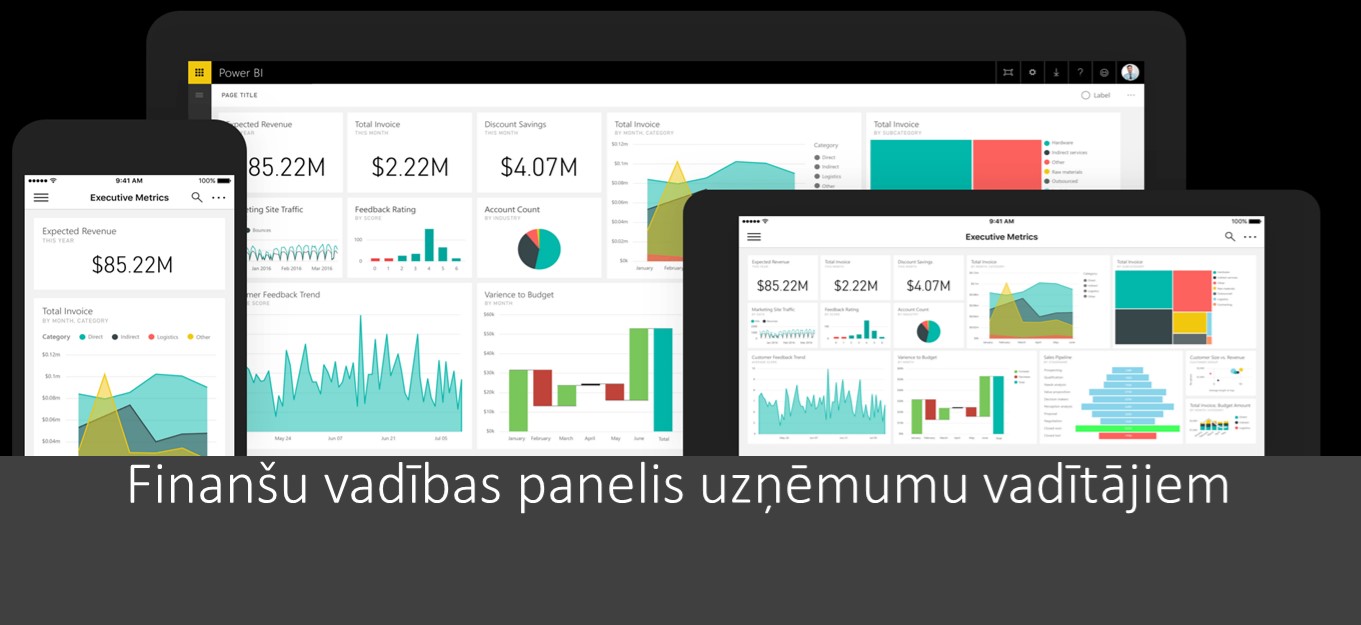 Power BI
PAGE TITLE
Label
Expected Revenue
YEAR
85.22M
Total Invoice
THIS MONTH
$2.22M
Discount Savings
THIS MONTH
$4.07M
Total Invoice
BY MONTH, CATEGORY
$0.12m
$0.1m
$0.08m
$0.06m
$0.04m
$0.02m
$0k
January
February
Category
Direct
Indirect
Logistics
Other
Total Invoice
BY SUBCATEGORY
Hardware
Indirect services
Other
Raw materials
Outsourced
eting Site Traffic
Sources
Jan 2016 Feb 2016 Mar 2016
Feedback Rating
BY SCORE
100
0
0 1 2 3 4 5 6
Account Count
BY INDUSTRY
mer Feedback Trend
SCORE
May 24 Jun 07 Jun 21 Jul 05
Varience to Budget
BY MONTH
$60k
$50k
$40k
$30k
$20k
$10k
$0k
January February March April May June Total
9:41 AM 100%
Executive Metrics
Expected Revenue
THIS YEAR
$85.22M
Total Invoice
BY MONTH, CATEGORY
Category Direct Indirect Logistics Other
$0.12m
$0.1m
$0.08m
$0.06m
$0.04m
9:41 AM 100%
Executive Metrics
Expected Revenue
$85.22M
Total Invoice
$2.22M
Discount Savings
$4.07M
Total Invoice
Total Invoice
Marketing Site Traffic
Feedback Rating
Account Count
Customer Feedback Trend
Varience to Budget
Sales Pipeline
Customer Size vs. Revenue
Total Invoice, Budget Amount
Finanšu vadības panelis uzņēmumu vadītājiem